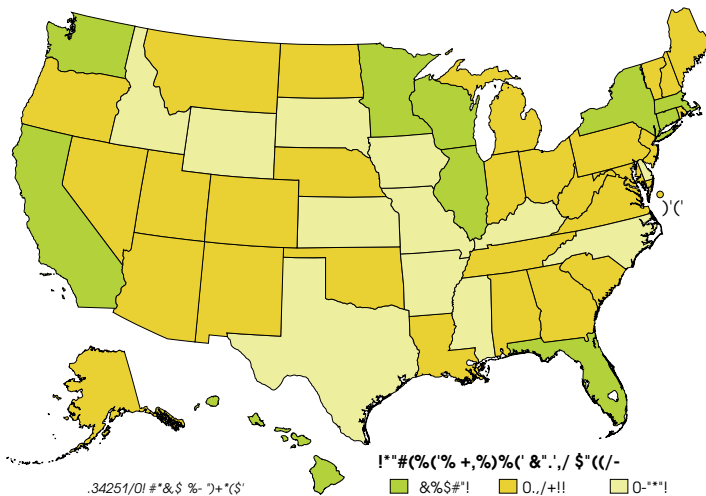 )'('
!*"#(%('% +,%)%(' &".',/ $"((/-
&%$#"! 0.,/+!! 0-"*"!
.34251/0! #*&,$ %- ")+*($'